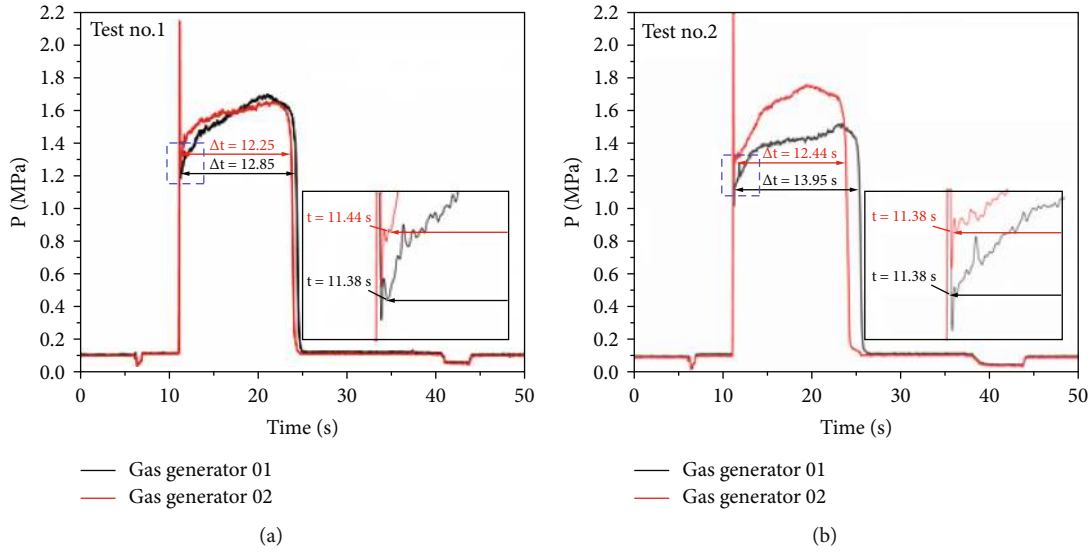 Test no.1
P (MPa)
2.2
2.0
1.8
1.6
1.4
1.2
1.0
0.8
0.6
0.4
0.2
0.0
Δt = 12.25
Δt = 12.85
t = 11.44 s
t = 11.38 s
0 10 20 30 40 50
Time (s)
Gas generator 01
Gas generator 02
(a)
Test no.2
P (MPa)
2.2
2.0
1.8
1.6
1.4
1.2
1.0
0.8
0.6
0.4
0.2
0.0
Δt = 12.44 s
Δt = 13.95 s
t = 11.38 s
t = 11.38 s
0 10 20 30 40 50
Time (s)
Gas generator 01
Gas generator 02
(b)